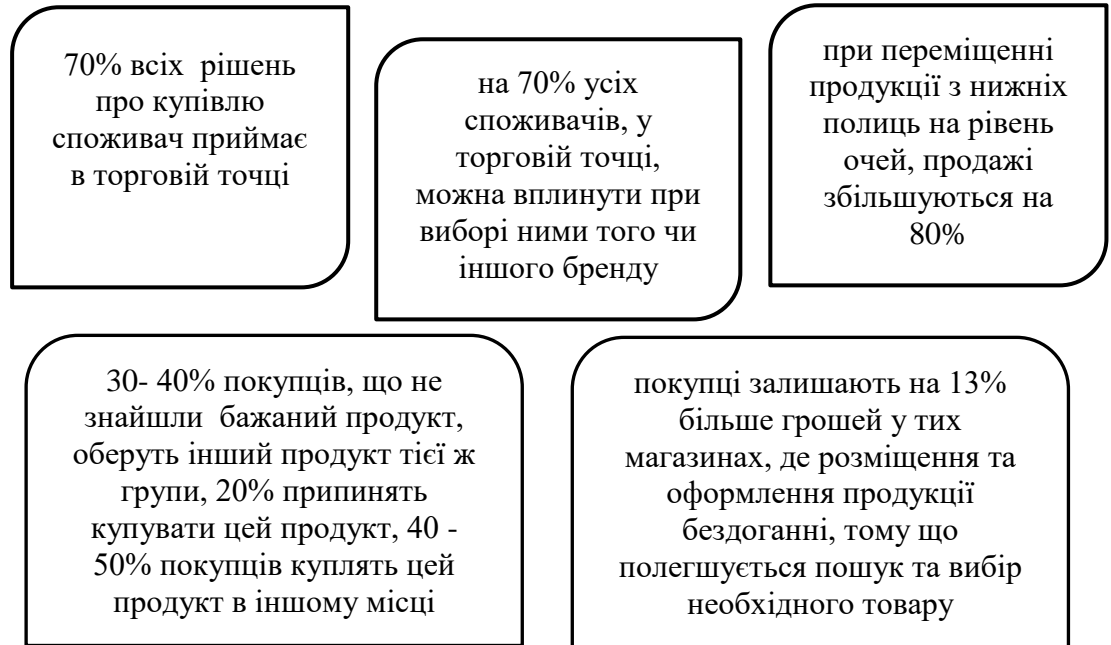 70% всіх рішень
про купівлю
споживач приймає
в торговій точці
на 70% усіх
споживачів, у
торговій точці,
можна вплинути при
виборі ними того чи
іншого бренду
при переміщенні
продукції з нижніх
полиць на рівень
очей, продажі
збільшуються на
80%
30- 40% покупців, що не
знайшли бажаний продукт,
оберуть інший продукт тієї ж
групи, 20% припинять
купувати цей продукт, 40 -
50% покупців куплять цей
продукт в іншому місці
покупці залишають на 13%
більше грошей у тих
магазинах, де розміщення та
оформлення продукції
бездоганні, тому що
полегшується пошук та вибір
необхідного товару